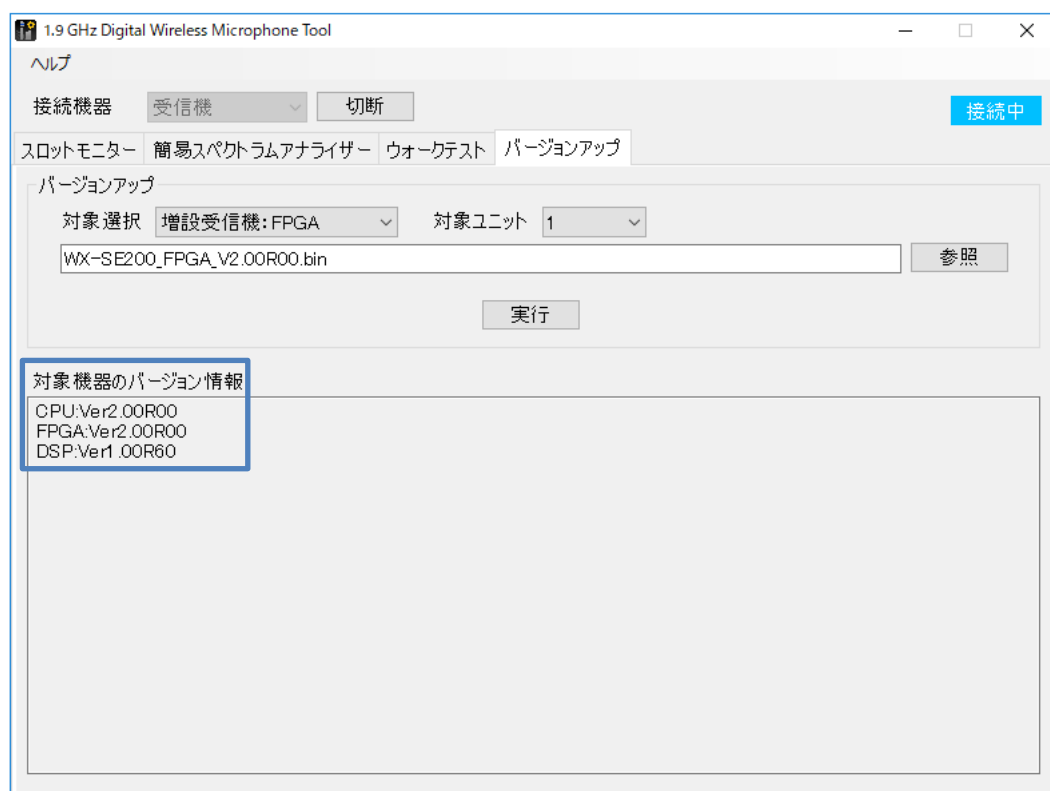 1.9 GHz Digital Wireless Microphone Tool
ヘルプ
接続機器 受信機 切断 接続中
スロットモニター 簡易スペクトラムアナライザー ウォークテスト バージョンアップ
バージョンアップ
対象選択 増設受信機:FPGA 対象ユニット 1
WX-SE200_FPGA_V2.00R00.bin 参照
実行
対象機器のバージョン情報
CPU:Ver2.00R00
FPGA:Ver2.00R00
DSP:Ver1.00R60